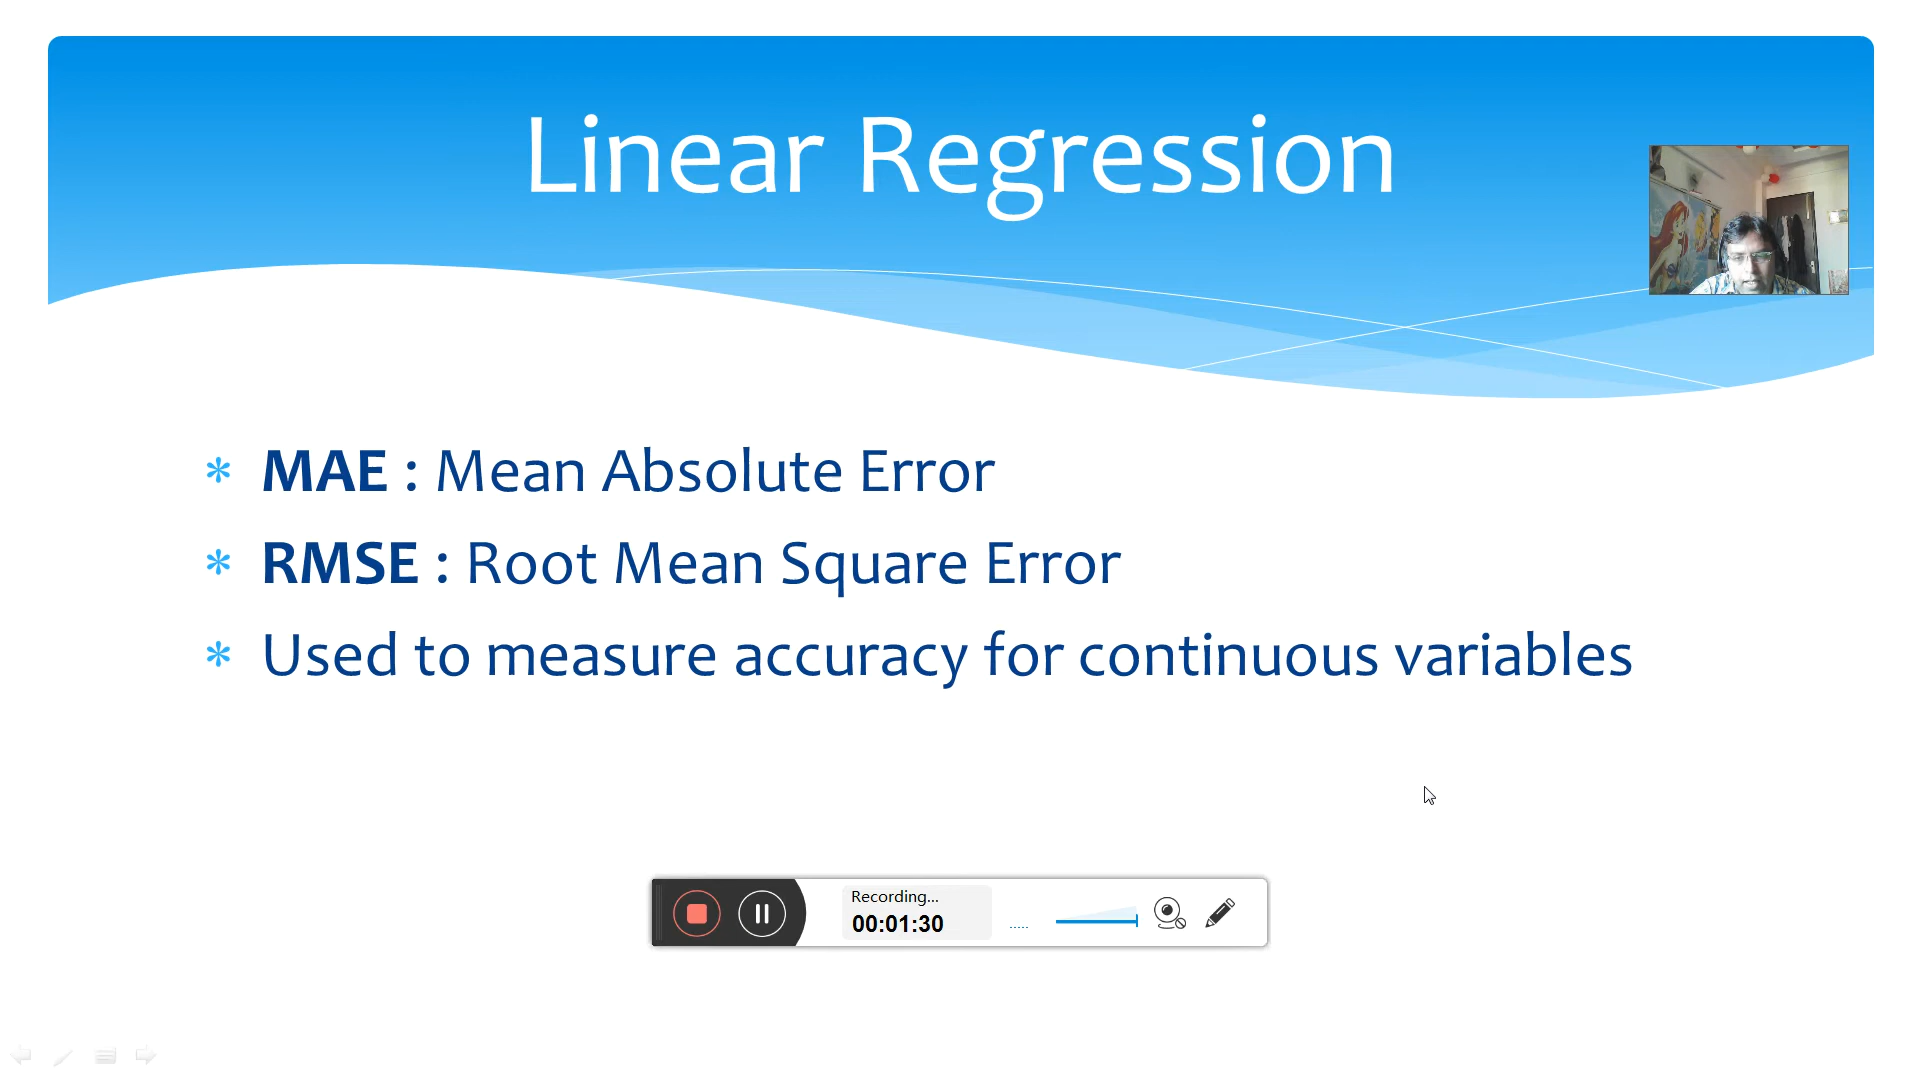 Linear Regression
* MAE : Mean Absolute Error
* RMSE : Root Mean Square Error
* Used to measure accuracy for continuous variables
Recording...
00:01:30